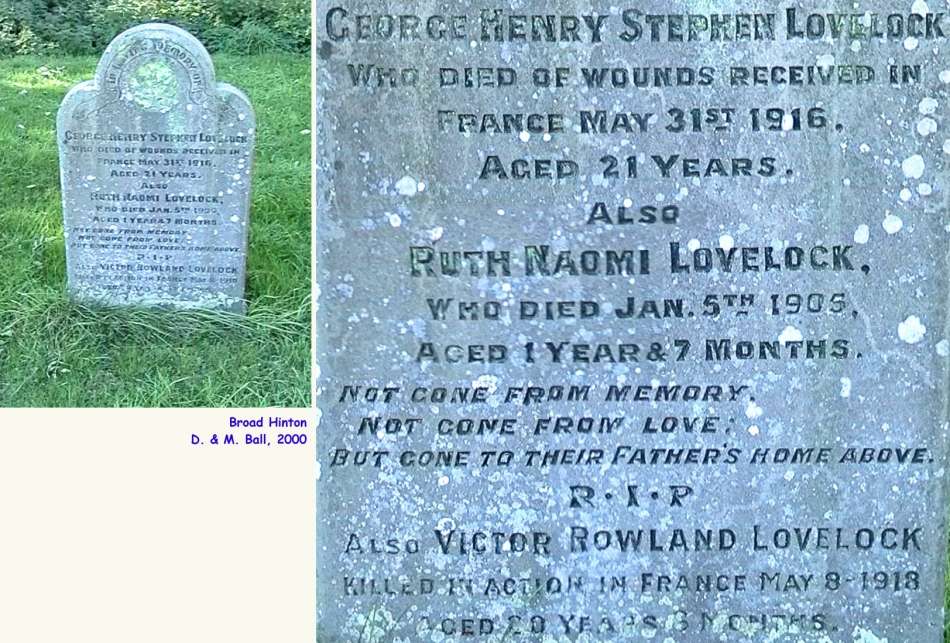 IN LOVING MEMORY OF
GEORGE HENRY STEPHEN LOVELOCK
WHO DIED OF WOUNDS RECEIVED IN
FRANCE MAY 31ST 1916.
AGED 21 YEARS.
ALSO
RUTH NAOMI LOVELOCK,
WHO DIED JAN. 5TH 1905,
AGED 1 YEAR & 7 MONTHS.
NOT GONE FROM MEMORY.
NOT GONE FROM LOVE.
BUT GONE TO THEIR FATHER'S HOME ABOVE.
R·I·P
ALSO VICTOR ROWLAND LOVELOCK
Broad Hinton
D. & M. Ball, 2000
GEORGE HENRY STEPHEN LOVELOCK
WHO DIED OF WOUNDS RECEIVED IN
FRANCE MAY 31ST 1916.
AGED 21 YEARS.
ALSO
RUTH NAOMI LOVELOCK,
WHO DIED JAN. 5TH 1905,
AGED 1 YEAR & 7 MONTHS.
NOT GONE FROM MEMORY.
NOT GONE FROM LOVE;
BUT GONE TO THEIR FATHER'S HOME ABOVE.
R·I·P
ALSO VICTOR ROWLAND LOVELOCK
KILLED IN ACTION IN FRANCE MAY 8-1918
AGED 20 YEARS 6 MONTHS.